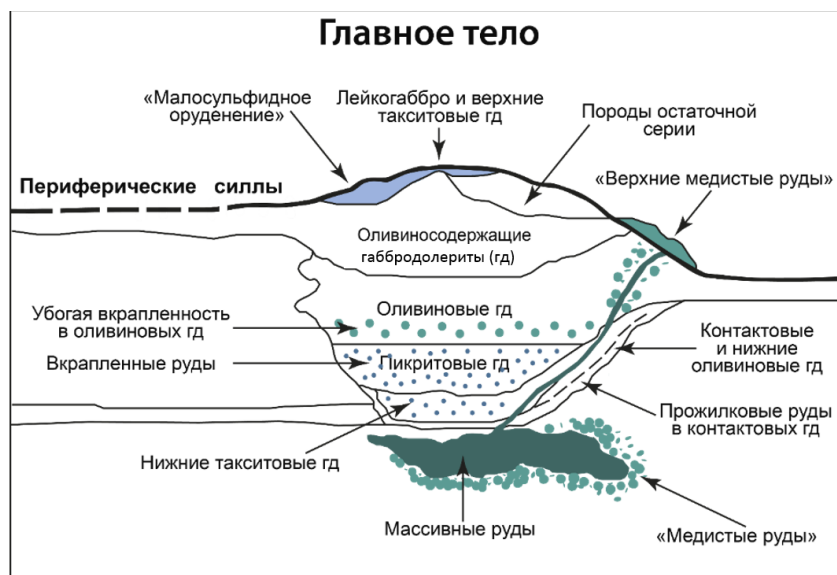 Главное тело
«Малосульфидное
оруденение»
Лейкогаббро и верхние
такситовые гд
Породы остаточной
серии
Периферические силлы
«Верхние медистые руды»
Оливиносодержащие
габбродолериты (гд)
Убогая вкрапленность
в оливиновых гд
Оливиновые гд
Вкрапленные руды
Пикритовые гд
Контактовые
и нижние
оливиновые гд
Прожилковые руды
в контактовых гд
Нижние такситовые гд
Массивные руды
«Медистые руды»